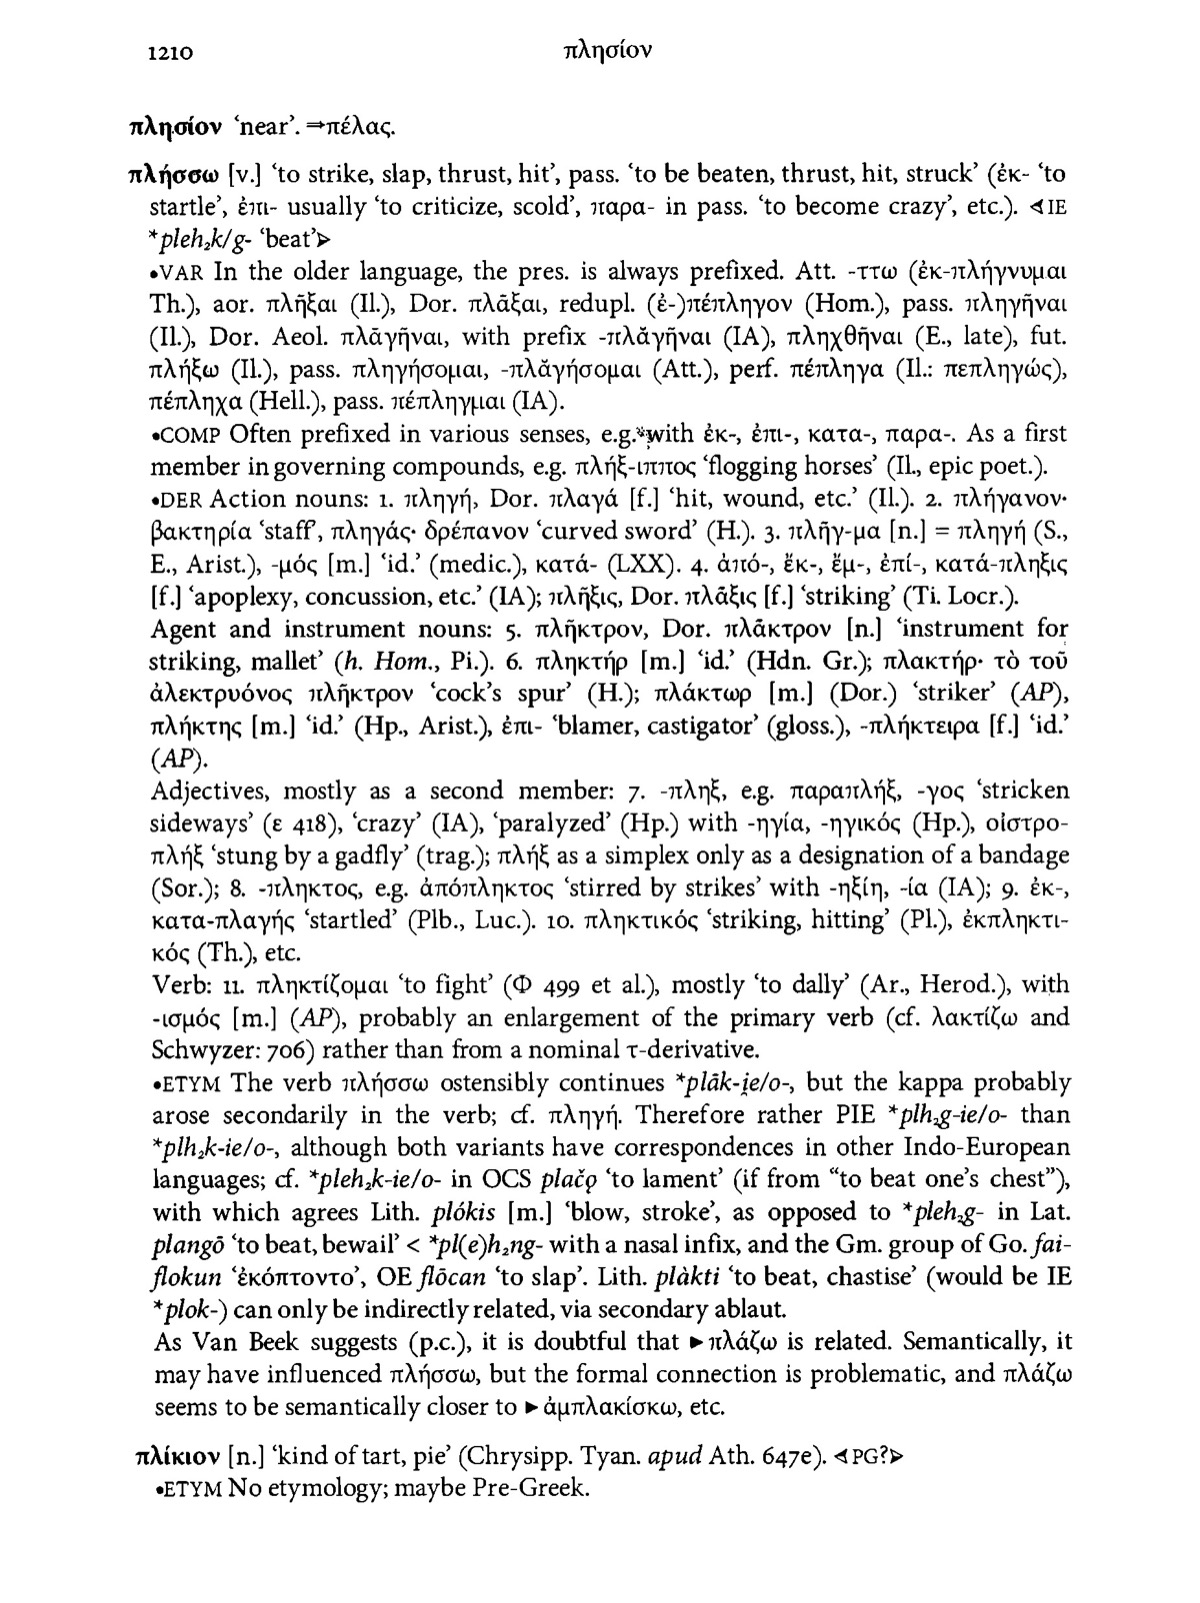 1210 πλησίον
πλησίον ‘near’. ⇒πέλας.
πλήσσω [v.] ‘to strike, slap, thrust, hit’, pass. ‘to be beaten, thrust, hit, struck’ (ἐκ- ‘to
startle’, ἐπι- usually ‘to criticize, scold’, παρα- in pass. ‘to become crazy’, etc.). ⊲IE
*pleh₂k/g- ‘beat’⊳
•VAR In the older language, the pres. is always prefixed. Att. -ττω (ἐκ-πλήγνυμαι
Th.), aor. πλῆξαι (Il.), Dor. πλᾶξαι, redupl. (ἐ-)πέπληγον (Hom.), pass. πληγῆναι
(Il.), Dor. Aeol. πλᾱγῆναι, with prefix -πλᾰγῆναι (IA), πληχθῆναι (E., late), fut.
πλήξω (Il.), pass. πληγήσομαι, -πλᾰγήσομαι (Att.), perf. πέπληγα (Il.: πεπληγώς),
πέπληχα (Hell.), pass. πέπληγμαι (IA).
•COMP Often prefixed in various senses, e.g. with ἐκ-, ἐπι-, κατα-, παρα-. As a first
member in governing compounds, e.g. πλήξ-ιππος ‘flogging horses’ (Il., epic poet.).
•DER Action nouns: 1. πληγή, Dor. πλαγά [f.] ‘hit, wound, etc.’ (Il.). 2. πλήγανον·
βακτηρία ‘staff’, πληγάς· δρέπανον ‘curved sword’ (H.). 3. πλῆγ-μα [n.] = πληγή (S.,
E., Arist.), -μός [m.] ‘id.’ (medic.), κατά- (LXX). 4. ἀπό-, ἔκ-, ἔμ-, ἐπί-, κατά-πληξις
[f.] ‘apoplexy, concussion, etc.’ (IA); πλῆξις, Dor. πλᾶξις [f.] ‘striking’ (Ti. Locr.).
Agent and instrument nouns: 5. πλῆκτρον, Dor. πλᾶκτρον [n.] ‘instrument for
striking, mallet’ (h. Hom., Pi.). 6. πληκτήρ [m.] ‘id.’ (Hdn. Gr.); πλακτήρ· τὸ τοῦ
ἀλεκτρυόνος πλῆκτρον ‘cock’s spur’ (H.); πλάκτωρ [m.] (Dor.) ‘striker’ (AP),
πλήκτης [m.] ‘id.’ (Hp., Arist.), ἐπι- ‘blamer, castigator’ (gloss.), -πλήκτειρα [f.] ‘id.’
(AP).
Adjectives, mostly as a second member: 7. -πληξ, e.g. παραπλήξ, -γος ‘stricken
sideways’ (ε 418), ‘crazy’ (IA), ‘paralyzed’ (Hp.) with -ηγία, -ηγικός (Hp.), οἰστρο-
πλήξ ‘stung by a gadfly’ (trag.); πλήξ as a simplex only as a designation of a bandage
(Sor.); 8. -πληκτος, e.g. ἀπόπληκτος ‘stirred by strikes’ with -ηξίη, -ία (IA); 9. ἐκ-,
κατα-πλαγής ‘startled’ (Plb., Luc.). 10. πληκτικός ‘striking, hitting’ (Pl.), ἐκπληκτι-
κός (Th.), etc.
Verb: 11. πληκτίζομαι ‘to fight’ (Φ 499 et al.), mostly ‘to dally’ (Ar., Herod.), with
-ισμός [m.] (AP), probably an enlargement of the primary verb (cf. λακτίζω and
Schwyzer: 706) rather than from a nominal τ-derivative.
•ETYM The verb πλήσσω ostensibly continues *plāk-i̯e/o-, but the kappa probably
arose secondarily in the verb; cf. πληγή. Therefore rather PIE *plh₂g-ie/o- than
*plh₂k-ie/o-, although both variants have correspondences in other Indo-European
languages; cf. *pleh₂k-ie/o- in OCS plačǫ ‘to lament’ (if from “to beat one’s chest”),
with which agrees Lith. plókis [m.] ‘blow, stroke’, as opposed to *pleh₂g- in Lat.
plangō ‘to beat, bewail’ < *pl(e)h₂ng- with a nasal infix, and the Gm. group of Go. fai-
flokun ‘ἐκόπτοντο’, OE flōcan ‘to slap’. Lith. plàkti ‘to beat, chastise’ (would be IE
*plok-) can only be indirectly related, via secondary ablaut.
As Van Beek suggests (p.c.), it is doubtful that ►πλάζω is related. Semantically, it
may have influenced πλήσσω, but the formal connection is problematic, and πλάζω
seems to be semantically closer to ►ἀμπλακίσκω, etc.
πλίκιον [n.] ‘kind of tart, pie’ (Chrysipp. Tyan. apud Ath. 647e). ⊲PG?⊳
•ETYM No etymology; maybe Pre-Greek.